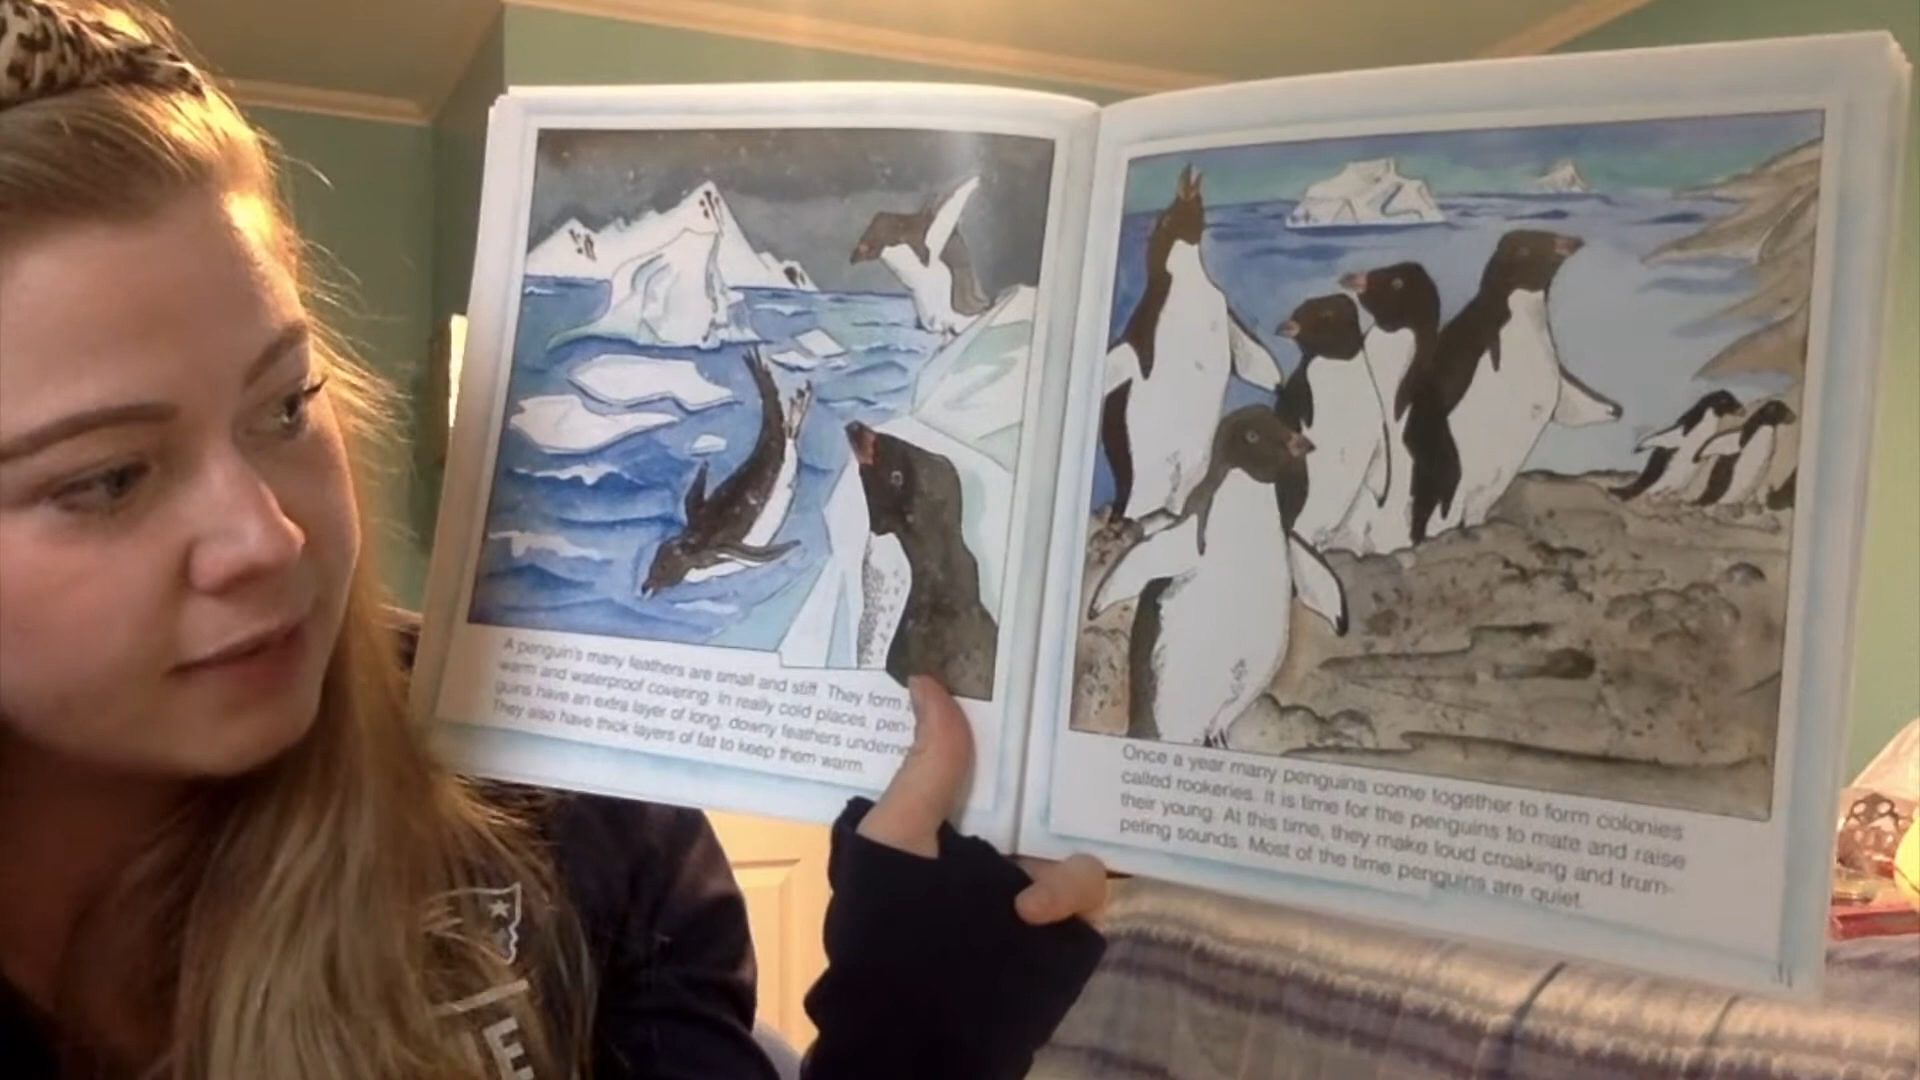 A penguin's many feathers are small and stiff. They form a
warm and waterproof covering. In really cold places, pen-
guins have an extra layer of long, downy feathers
They also have thick layers of fat to keep them warm.
Once a year many penguins come together to form colonies
called rookeries. It is time for the penguins to mate and raise
their young. At this time, they make loud croaking and trum-
peting sounds. Most of the time penguins are quiet.
E